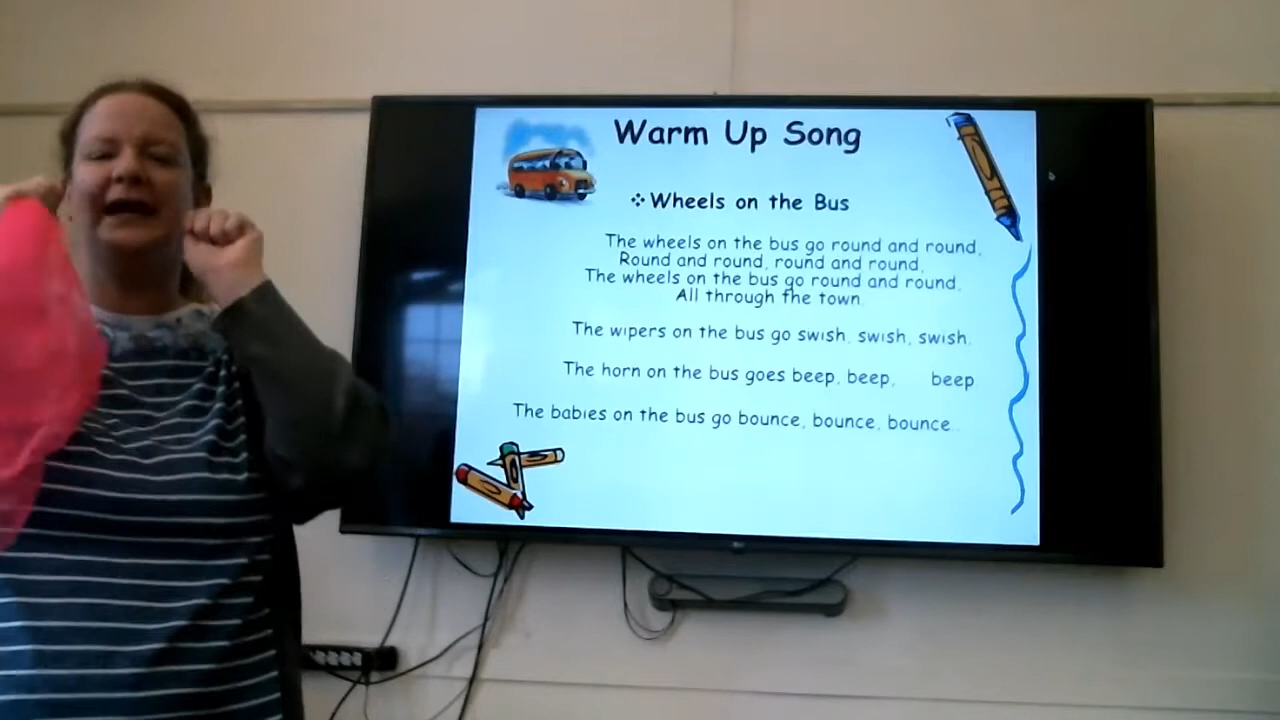 Warm Up Song
❖Wheels on the Bus
The wheels on the bus go round and round,
Round and round, round and round,
The wheels on the bus go round and round,
All through the town.
The wipers on the bus go swish, swish, swish.
The horn on the bus goes beep, beep, beep
The babies on the bus go bounce, bounce, bounce..